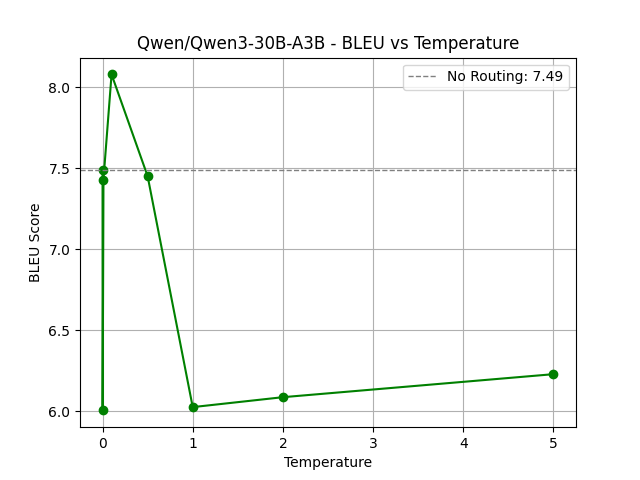 Qwen/Qwen3-30B-A3B - BLEU vs Temperature
No Routing: 7.49
BLEU Score
8.0
7.5
7.0
6.5
6.0
0 1 2 3 4 5
Temperature